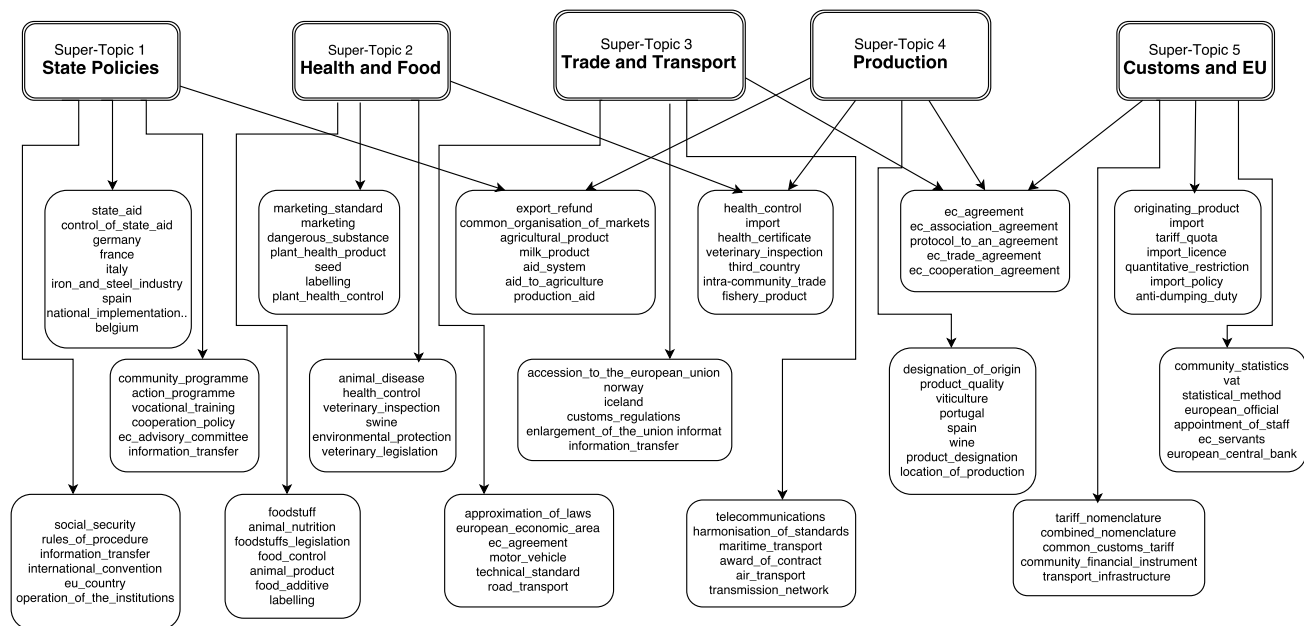 Super-Topic 1
State Policies
Super-Topic 2
Health and Food
Super-Topic 3
Trade and Transport
Super-Topic 4
Production
Super-Topic 5
Customs and EU
state_aid
control_of_state_aid
germany
france
italy
iron_and_steel_industry
spain
national_implementation..
belgium
marketing_standard
marketing
dangerous_substance
plant_health_product
seed
labelling
plant_health_control
export_refund
common_organisation_of_markets
agricultural_product
milk_product
aid_system
aid_to_agriculture
production_aid
health_control
import
health_certificate
veterinary_inspection
third_country
intra-community_trade
fishery_product
ec_agreement
ec_association_agreement
protocol_to_an_agreement
ec_trade_agreement
ec_cooperation_agreement
originating_product
import
tariff_quota
import_licence
quantitative_restriction
import_policy
anti-dumping_duty
community_programme
action_programme
vocational_training
cooperation_policy
ec_advisory_committee
information_transfer
animal_disease
health_control
veterinary_inspection
swine
environmental_protection
veterinary_legislation
accession_to_the_european_union
norway
iceland
customs_regulations
enlargement_of_the_union informat
information_transfer
designation_of_origin
product_quality
viticulture
portugal
spain
wine
product_designation
location_of_production
community_statistics
vat
statistical_method
european_official
appointment_of_staff
ec_servants
european_central_bank
social_security
rules_of_procedure
information_transfer
international_convention
eu_country
operation_of_the_institutions
foodstuff
animal_nutrition
foodstuffs_legislation
food_control
animal_product
food_additive
labelling
approximation_of_laws
european_economic_area
ec_agreement
motor_vehicle
technical_standard
road_transport
telecommunications
harmonisation_of_standards
maritime_transport
award_of_contract
air_transport
transmission_network
tariff_nomenclature
combined_nomenclature
common_customs_tariff
community_financial_instrument
transport_infrastructure